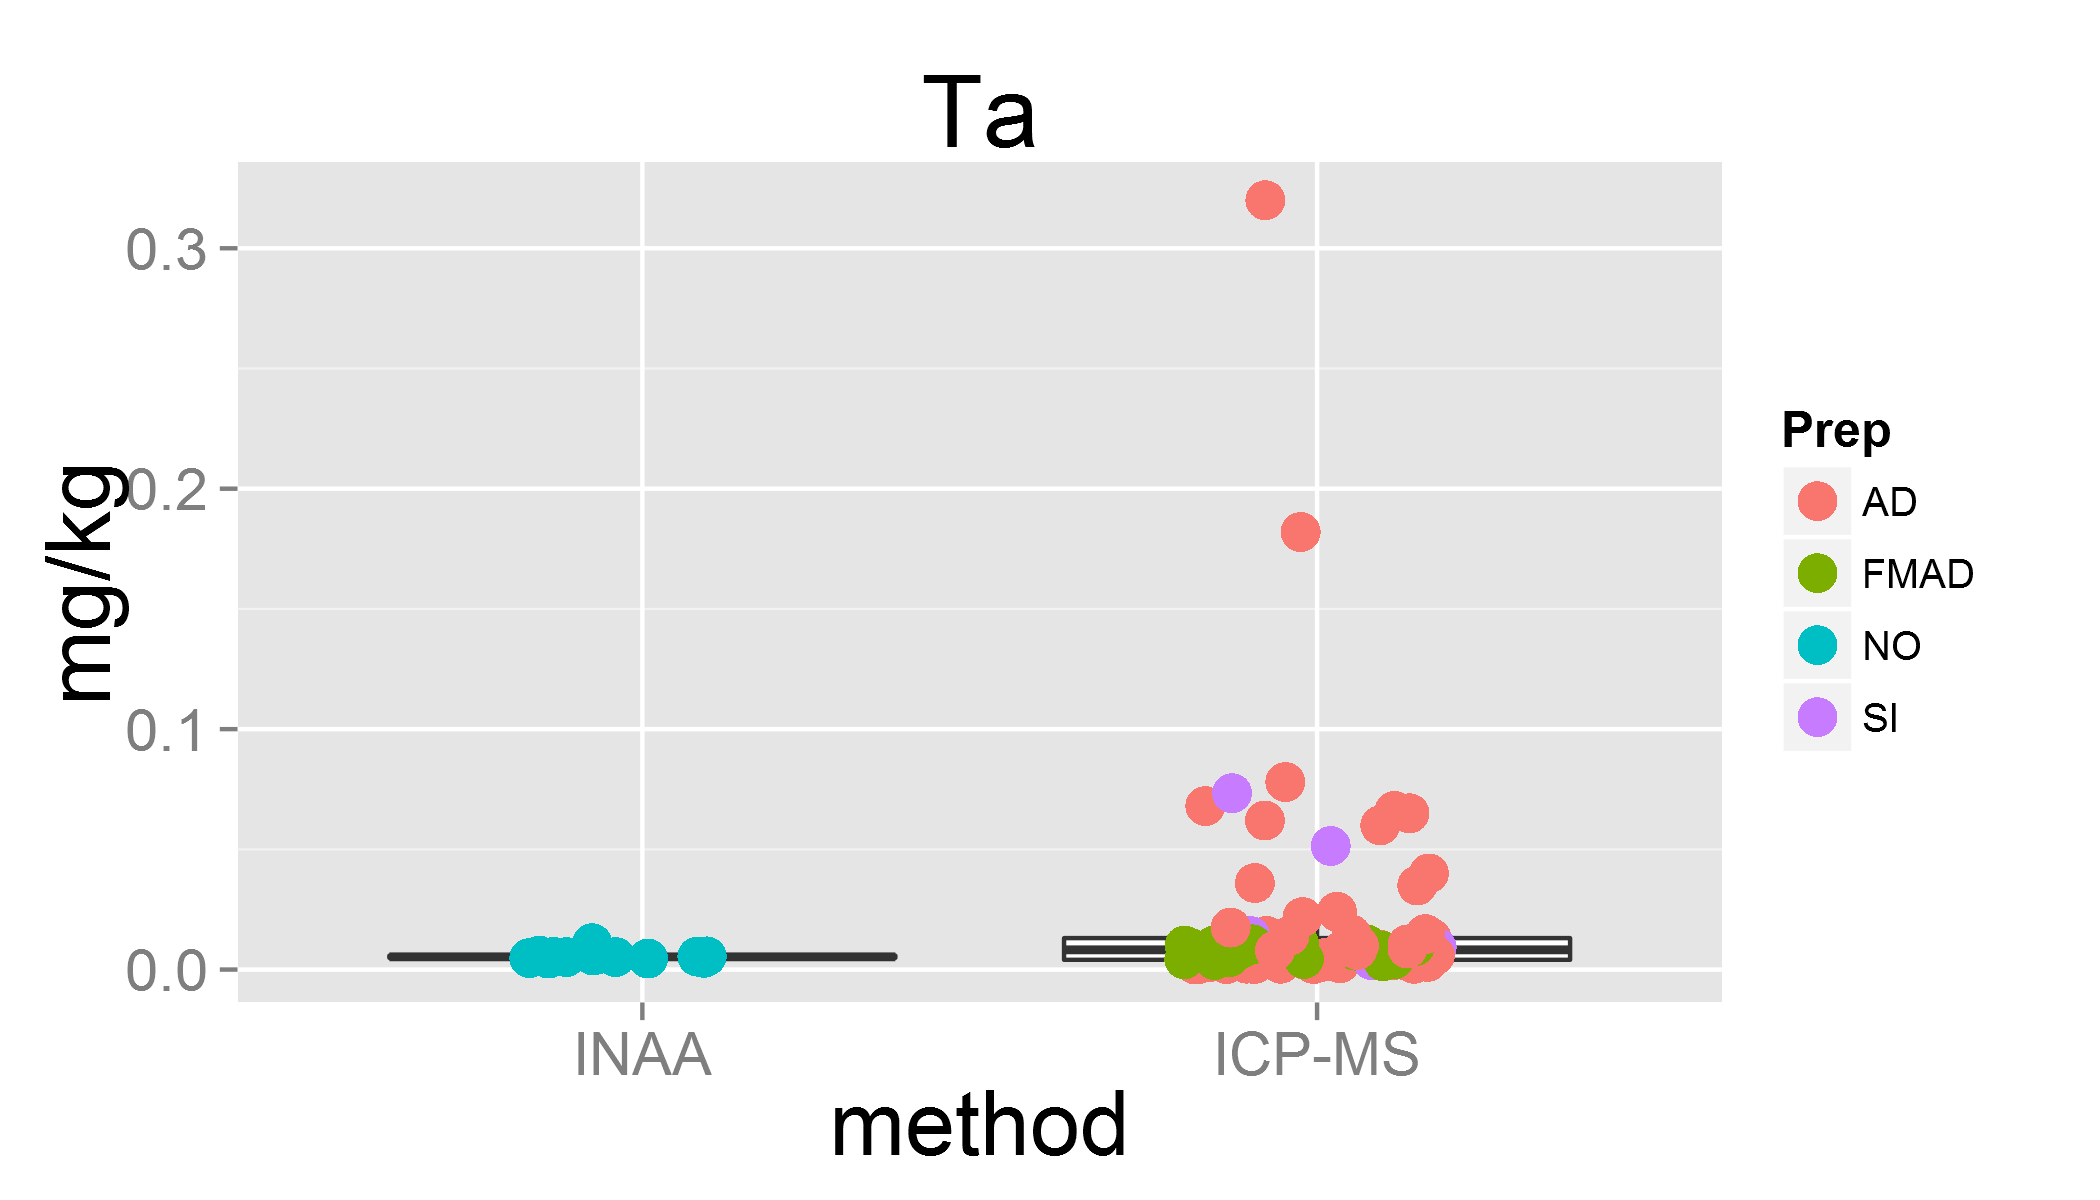 Ta
mg/kg
0.3
0.2
0.1
0.0
INAA
ICP-MS
method
Prep
AD
FMAD
NO
SI